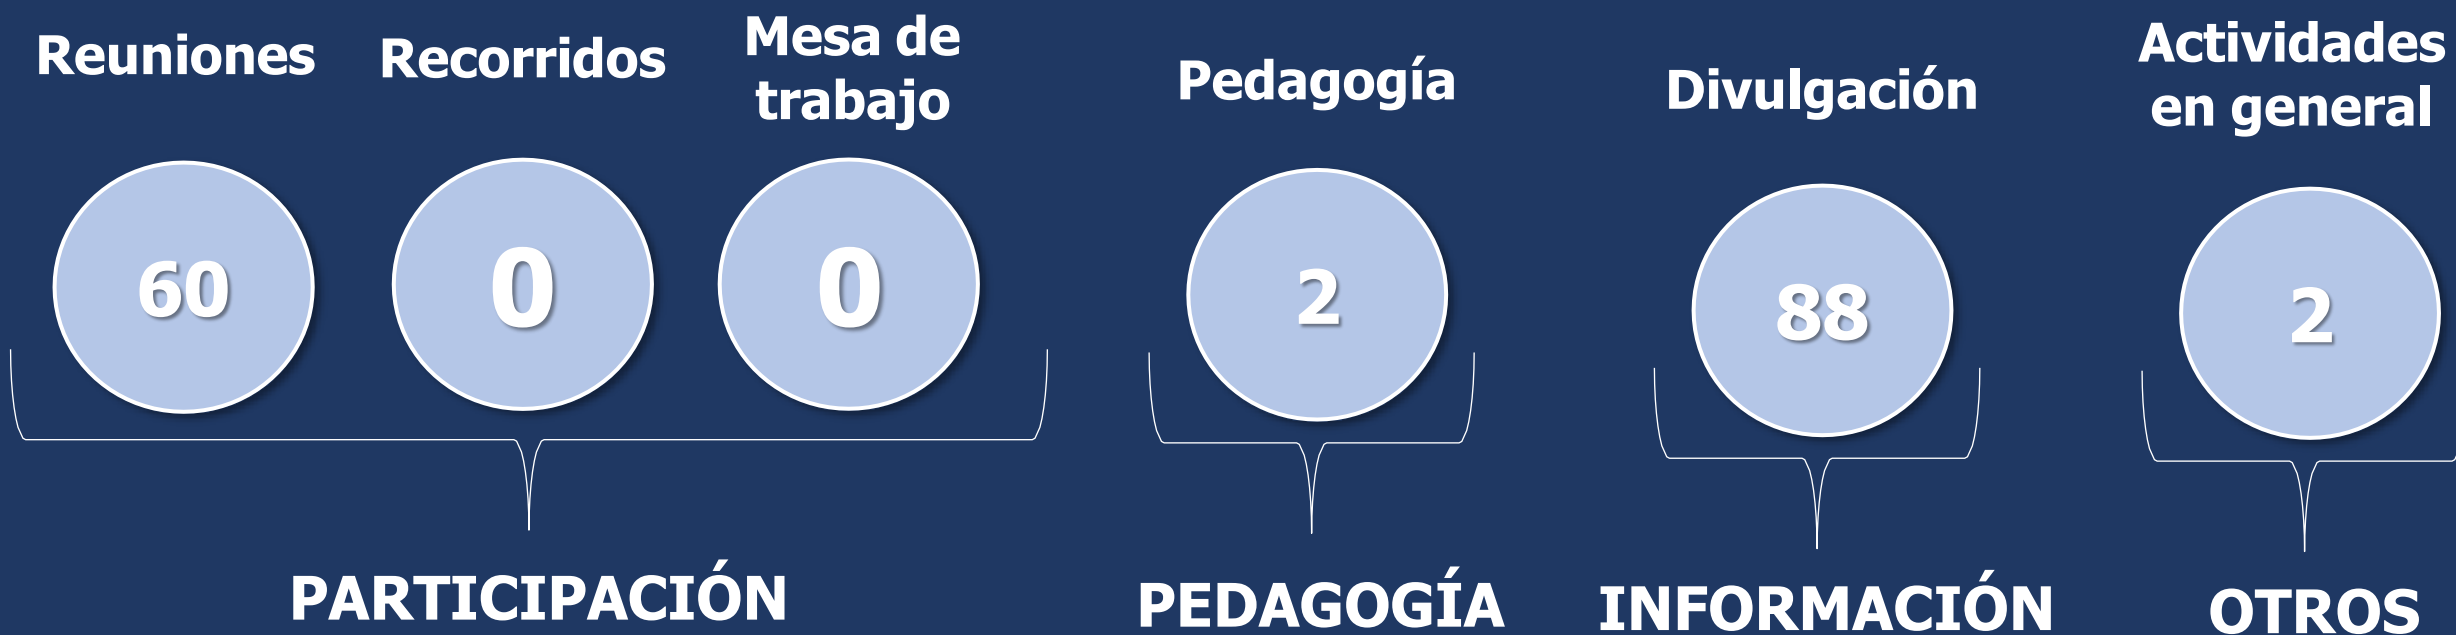 Reuniones
Recorridos
Mesa de
trabajo
Pedagogía
Divulgación
Actividades
en general
60
0
0
2
88
2
PARTICIPACIÓN
PEDAGOGÍA
INFORMACIÓN
OTROS